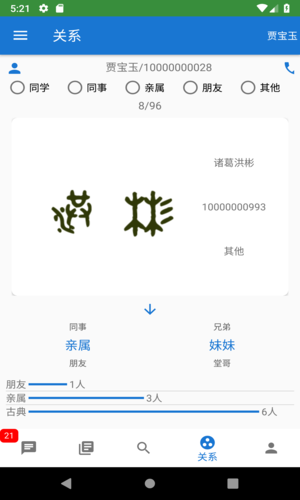 5:21
关系
贾宝玉
贾宝玉/10000000028
同学 同事 亲属 朋友 其他
8/96
诸葛洪彬
10000000993
其他
同事 兄弟
亲属 妹妹
朋友 堂哥
朋友 1人
亲属 3人
古典 6人
21
关系